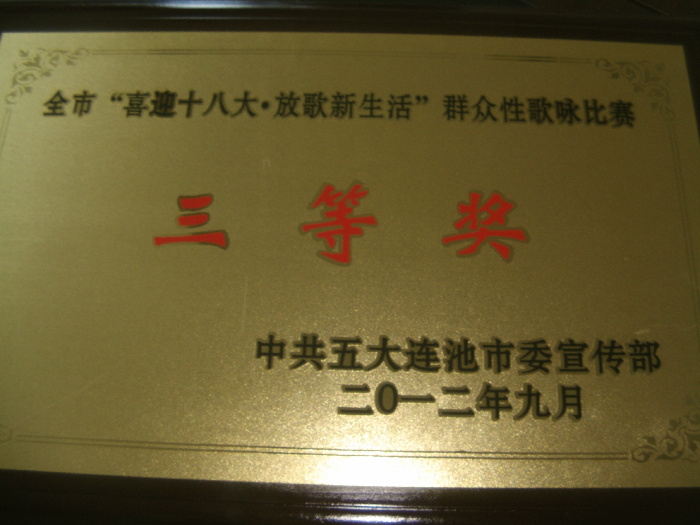 全市“喜迎十八大·放歌新生活”群众性歌咏比赛
三等奖
中共五大连池市委宣传部
二〇一二年九月